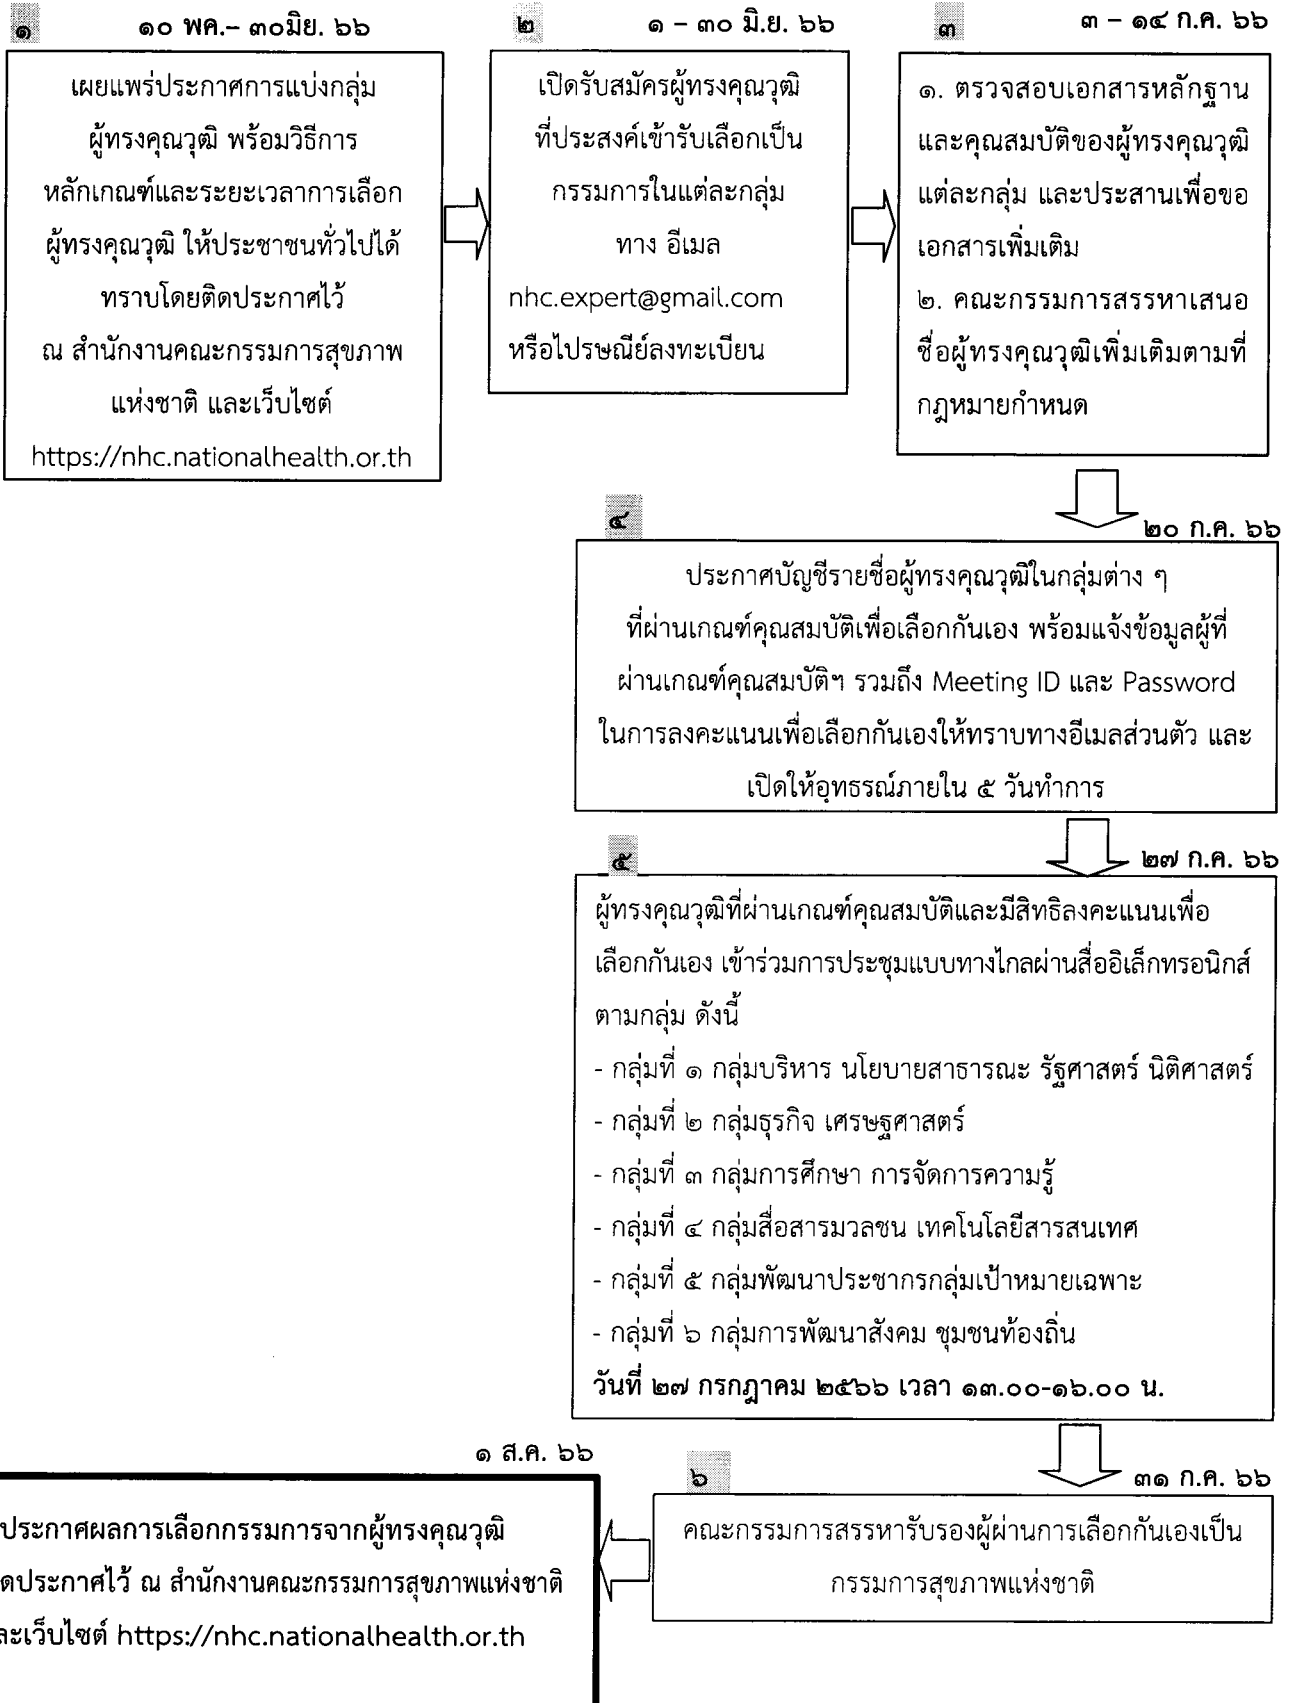 ๑
๑๐ พค.– ๓๐มิย. ๖๖
เผยแพร่ประกาศการแบ่งกลุ่ม
ผู้ทรงคุณวุฒิ พร้อมวิธีการ
หลักเกณฑ์และระยะเวลาการเลือก
ผู้ทรงคุณวุฒิ ให้ประชาชนทั่วไปได้
ทราบโดยติดประกาศไว้
ณ สำนักงานคณะกรรมการสุขภาพ
แห่งชาติ และเว็บไซต์
https://nhc.nationalhealth.or.th
๒
๑ – ๓๐ มิ.ย. ๖๖
เปิดรับสมัครผู้ทรงคุณวุฒิ
ที่ประสงค์เข้ารับเลือกเป็น
กรรมการในแต่ละกลุ่ม
ทาง อีเมล
nhc.expert@gmail.com
หรือไปรษณีย์ลงทะเบียน
๓
๓ – ๑๔ ก.ค. ๖๖
๑. ตรวจสอบเอกสารหลักฐาน
และคุณสมบัติของผู้ทรงคุณวุฒิ
แต่ละกลุ่ม และประสานเพื่อขอ
เอกสารเพิ่มเติม
๒. คณะกรรมการสรรหาเสนอ
ชื่อผู้ทรงคุณวุฒิเพิ่มเติมตามที่
กฎหมายกำหนด
๔
๒๐ ก.ค. ๖๖
ประกาศบัญชีรายชื่อผู้ทรงคุณวุฒิในกลุ่มต่าง ๆ
ที่ผ่านเกณฑ์คุณสมบัติเพื่อเลือกกันเอง พร้อมแจ้งข้อมูลผู้ที่
ผ่านเกณฑ์คุณสมบัติฯ รวมถึง Meeting ID และ Password
ในการลงคะแนนเพื่อเลือกกันเองให้ทราบทางอีเมลส่วนตัว และ
เปิดให้อุทธรณ์ภายใน ๕ วันทำการ
๕
๒๗ ก.ค. ๖๖
ผู้ทรงคุณวุฒิที่ผ่านเกณฑ์คุณสมบัติและมีสิทธิลงคะแนนเพื่อ
เลือกกันเอง เข้าร่วมการประชุมแบบทางไกลผ่านสื่ออิเล็กทรอนิกส์
ตามกลุ่ม ดังนี้
- กลุ่มที่ ๑ กลุ่มบริหาร นโยบายสาธารณะ รัฐศาสตร์ นิติศาสตร์
- กลุ่มที่ ๒ กลุ่มธุรกิจ เศรษฐศาสตร์
- กลุ่มที่ ๓ กลุ่มการศึกษา การจัดการความรู้
- กลุ่มที่ ๔ กลุ่มสื่อสารมวลชน เทคโนโลยีสารสนเทศ
- กลุ่มที่ ๕ กลุ่มพัฒนาประชากรกลุ่มเป้าหมายเฉพาะ
- กลุ่มที่ ๖ กลุ่มการพัฒนาสังคม ชุมชนท้องถิ่น
วันที่ ๒๗ กรกฎาคม ๒๕๖๖ เวลา ๑๓.๐๐-๑๖.๐๐ น.
๖
๓๑ ก.ค. ๖๖
คณะกรรมการสรรหารับรองผู้ผ่านการเลือกกันเองเป็น
กรรมการสุขภาพแห่งชาติ
๑ ส.ค. ๖๖
ประกาศผลการเลือกกรรมการจากผู้ทรงคุณวุฒิ
ดประกาศไว้ ณ สำนักงานคณะกรรมการสุขภาพแห่งชาติ
ละเว็บไซต์ https://nhc.nationalhealth.or.th